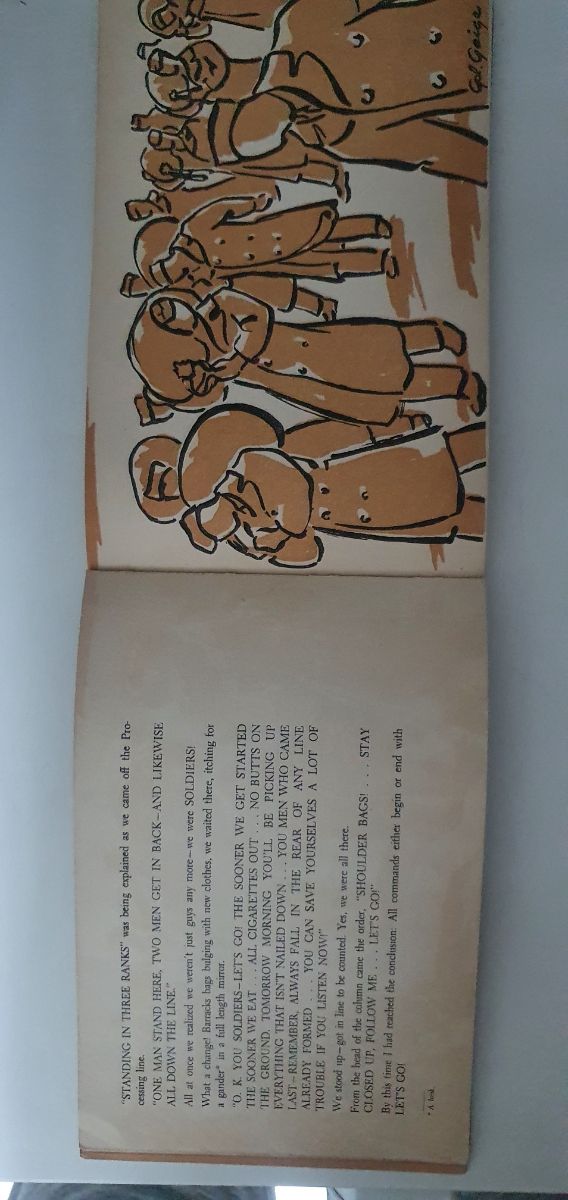 "STANDING IN THREE RANKS" was being explained as we came off the Pro-
cessing line.
"ONE MAN STAND HERE, TWO MEN GET IN BACK—AND LIKEWISE
ALL DOWN THE LINE."
All at once we realized we weren't just guys any more—we were SOLDIERS!
What a change! Barracks bags bulging with new clothes, we waited there, itching for
a gander* in a full length mirror.
"O. K. YOU SOLDIERS—LET'S GO! THE SOONER WE GET STARTED
THE SOONER WE EAT . . . ALL CIGARETTES OUT . . . NO BUTTS ON
THE GROUND. TOMORROW MORNING YOU'LL BE PICKING UP
EVERYTHING THAT ISN'T NAILED DOWN . . . YOU MEN WHO CAME
LAST—REMEMBER, ALWAYS FALL IN THE REAR OF ANY LINE
ALREADY FORMED . . . YOU CAN SAVE YOURSELVES A LOT OF
TROUBLE IF YOU LISTEN NOW!"
We stood up—got in line to be counted. Yes, we were all there.
From the head of the column came the order, "SHOULDER BAGS! . . . STAY
CLOSED UP, FOLLOW ME . . . LET'S GO!"
By this time I had reached the conclusion: All commands either begin or end with
LET'S GO!
* A look.